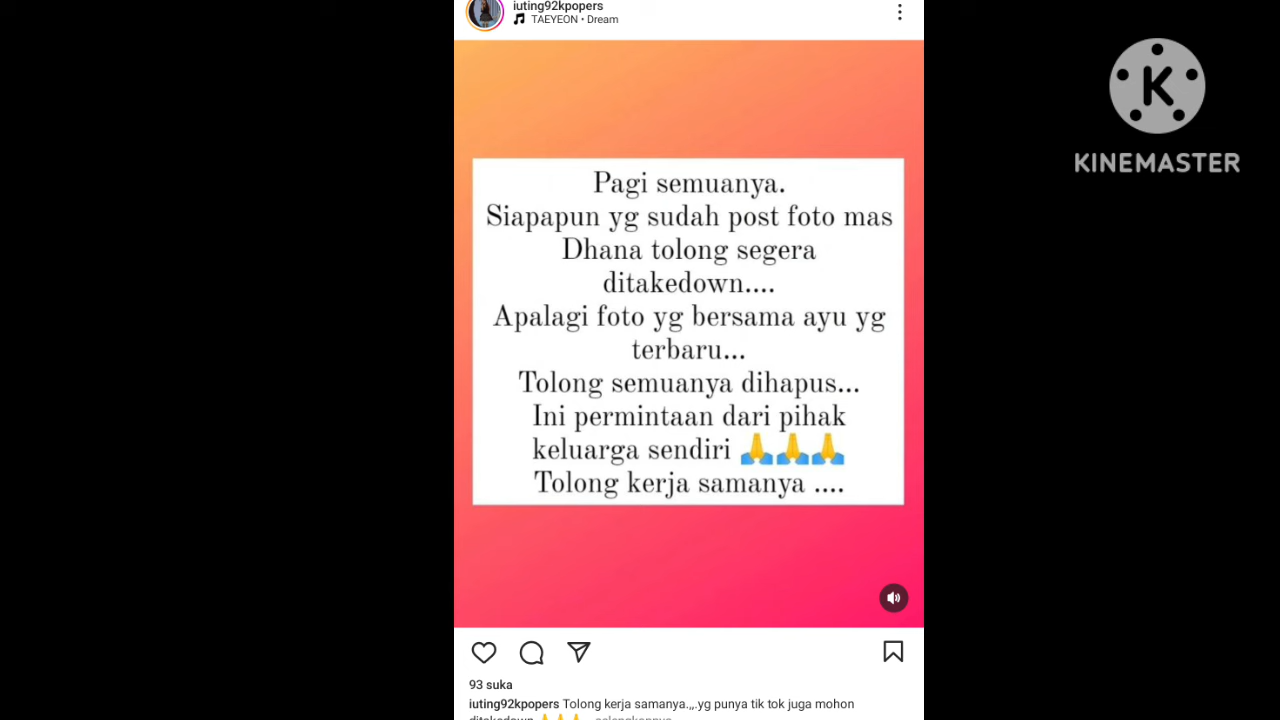 iuting92kpopers
TAEYEON • Dream
K
KINEMASTER
Pagi semuanya.
Siapapun yg sudah post foto mas
Dhana tolong segera
ditakedown....
Apalagi foto yg bersama ayu yg
terbaru...
Tolong semuanya dihapus...
Ini permintaan dari pihak
keluarga sendiri 🙏🙏🙏
Tolong kerja samanya ....
93 suka
iuting92kpopers Tolong kerja samanya.,,.yg punya tik tok juga mohon